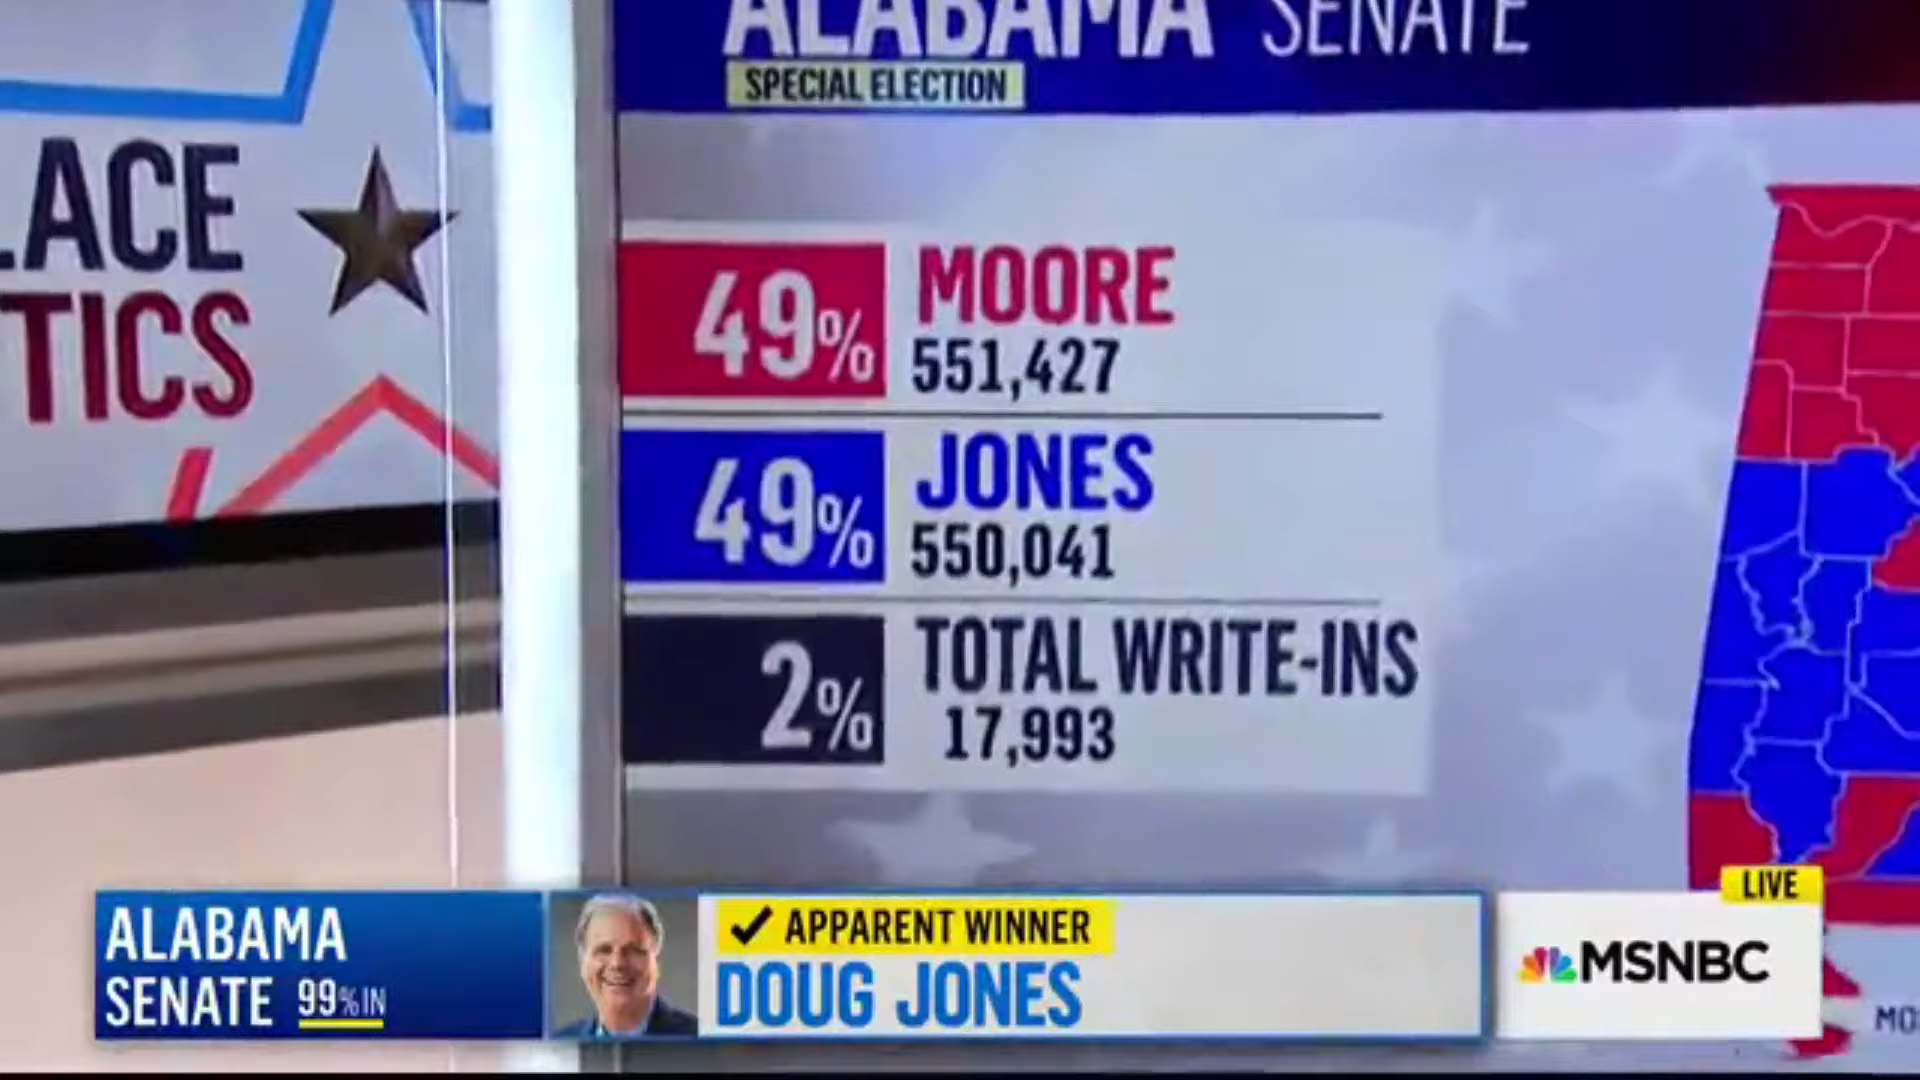 ALABAMA SENATE
SPECIAL ELECTION
LACE
TICS
49% MOORE
551,427
49% JONES
550,041
2% TOTAL WRITE-INS
17,993
ALABAMA
SENATE 99% IN
✓ APPARENT WINNER
DOUG JONES
LIVE
MSNBC
MO